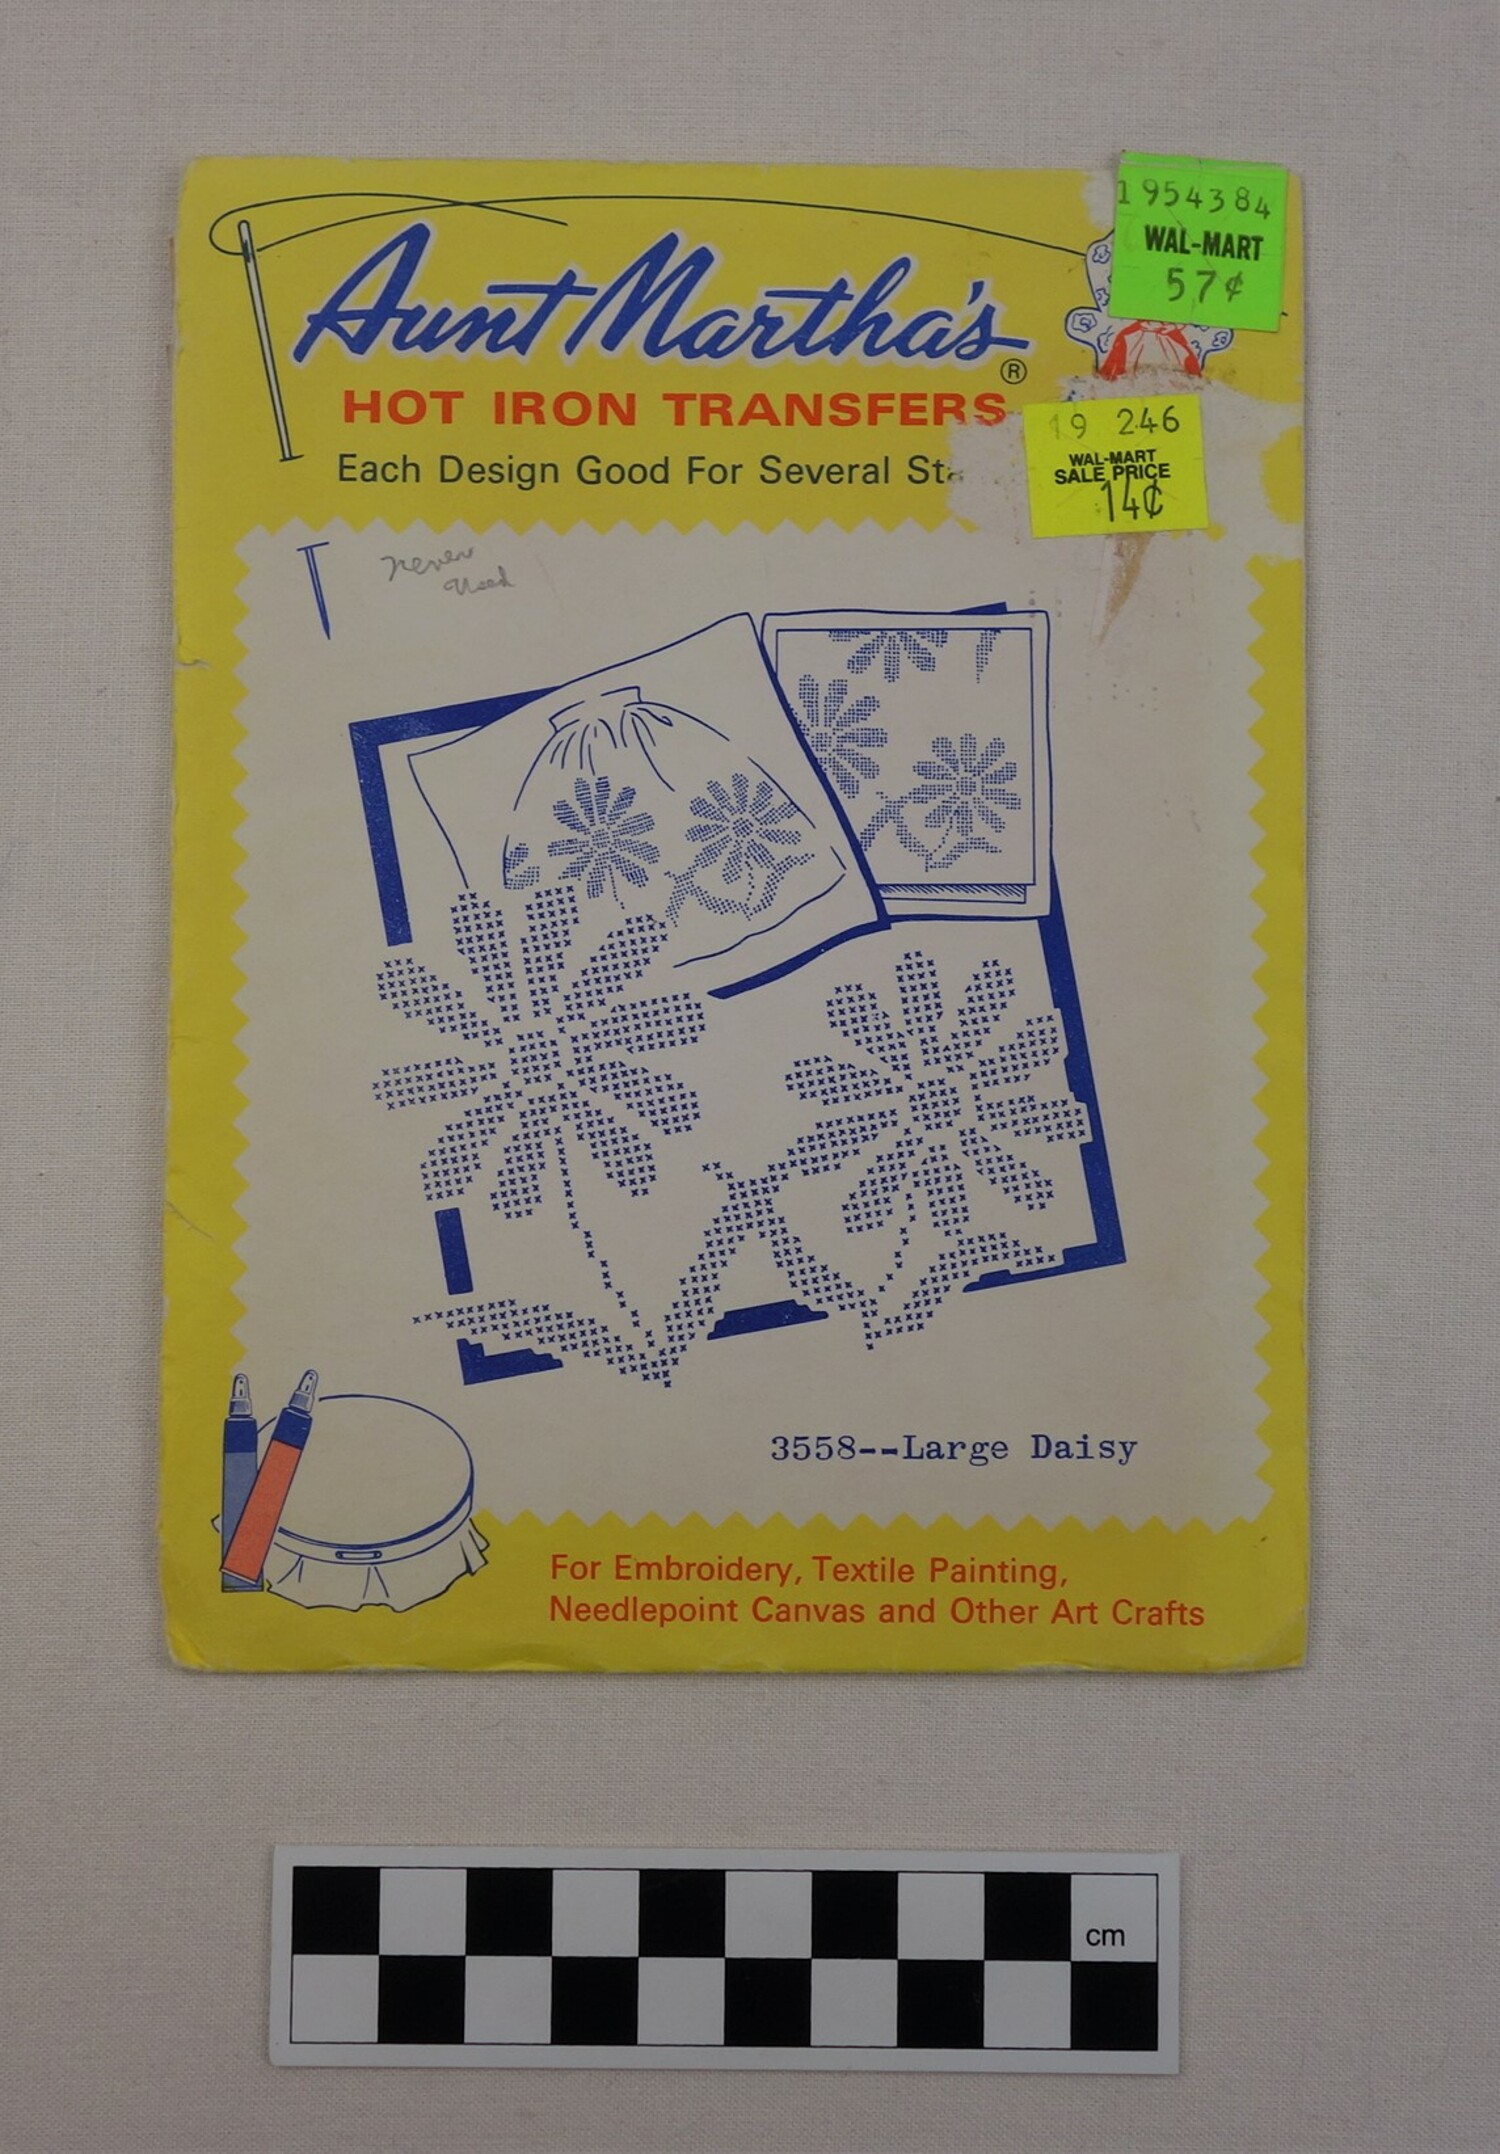 1954384
WAL-MART
57¢
Aunt Martha's®
HOT IRON TRANSFERS
Each Design Good For Several
19 246
WAL-MART
SALE PRICE
14¢
never
used
3558--Large Daisy
For Embroidery, Textile Painting,
Needlepoint Canvas and Other Art Crafts
cm